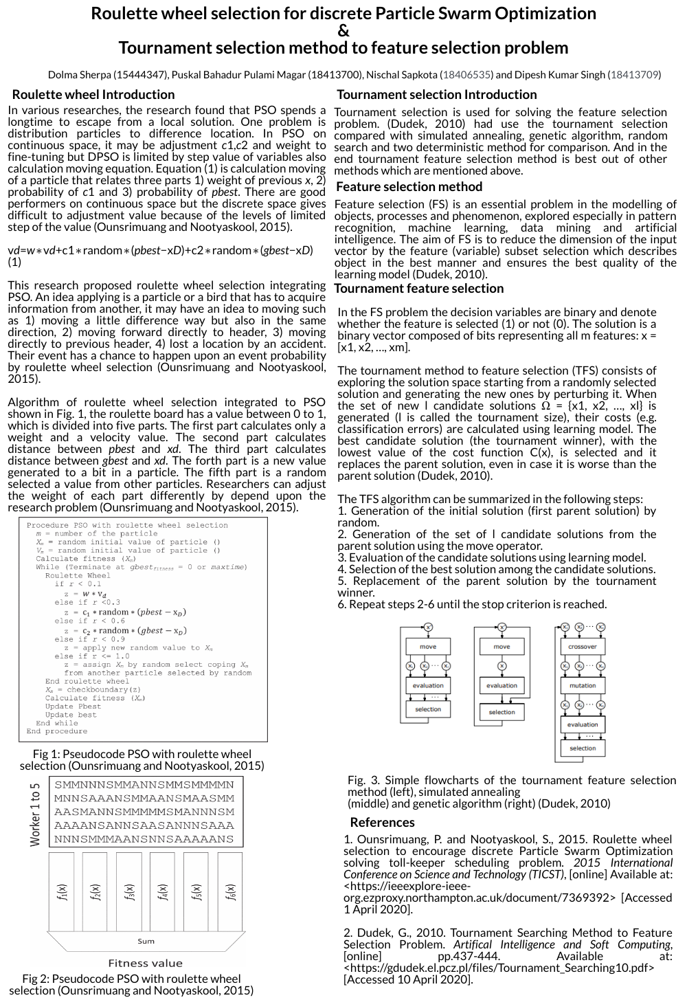 Roulette wheel selection for discrete Particle Swarm Optimization
&
Tournament selection method to feature selection problem
Dolma Sherpa (15444347), Puskal Bahadur Pulami Magar (18413700), Nischal Sapkota (18406535) and Dipesh Kumar Singh (18413709)
Roulette wheel Introduction
In various researches, the research found that PSO spends a
longtime to escape from a local solution. One problem is
distribution particles to difference location. In PSO on
continuous space, it may be adjustment c1,c2 and weight to
fine-tuning but DPSO is limited by step value of variables also
calculation moving equation. Equation (1) is calculation moving
of a particle that relates three parts 1) weight of previous x, 2)
probability of c1 and 3) probability of pbest. There are good
performers on continuous space but the discrete space gives
difficult to adjustment value because of the levels of limited
step of the value (Ounsrimuang and Nootyaskool, 2015).
vd=w∗vd+c1∗random∗(pbest−xD)+c2∗random∗(gbest−xD)
(1)
This research proposed roulette wheel selection integrating
PSO. An idea applying is a particle or a bird that has to acquire
information from another, it may have an idea to moving such
as 1) moving a little difference way but also in the same
direction, 2) moving forward directly to header, 3) moving
directly to previous header, 4) lost a location by an accident.
Their event has a chance to happen upon an event probability
by roulette wheel selection (Ounsrimuang and Nootyaskool,
2015).
Algorithm of roulette wheel selection integrated to PSO
shown in Fig. 1, the roulette board has a value between 0 to 1,
which is divided into five parts. The first part calculates only a
weight and a velocity value. The second part calculates
distance between pbest and xd. The third part calculates
distance between gbest and xd. The forth part is a new value
generated to a bit in a particle. The fifth part is a random
selected a value from other particles. Researchers can adjust
the weight of each part differently by depend upon the
research problem (Ounsrimuang and Nootyaskool, 2015).
Procedure PSO with roulette wheel selection
m = number of the particle
Xm = random initial value of particle ()
Vm = random initial value of particle ()
Calculate fitness (Xm)
While (Terminate at gbestfitness = 0 or maxtime)
Roulette Wheel
if r < 0.1
z = w * vd
else if r <0.3
z = c1 * random * (pbest − xD)
else if r < 0.6
z = c2 * random * (gbest − xD)
else if r < 0.9
z = apply new random value to Xm
else if r <= 1.0
z = assign Xm by random select coping Xm
from another particle selected by random
End roulette wheel
Xm = checkboundary(z)
Calculate fitness (Xm)
Update Pbest
Update best
End while
End procedure
Fig 1: Pseudocode PSO with roulette wheel
selection (Ounsrimuang and Nootyaskool, 2015)
Worker 1 to 5
SMMNNNSMMANNSMMSMMMMN
MNNSAAANSMMAANSMAASMM
AASMANNSMMMMMSMANNNSM
AAAANSANNSAASANNNSAAA
NNNSMMMAANSNNSAAAAANS
f1(x) f2(x) f3(x) f4(x) f5(x) f6(x)
Sum
Fitness value
Fig 2: Pseudocode PSO with roulette wheel
selection (Ounsrimuang and Nootyaskool, 2015)
Tournament selection Introduction
Tournament selection is used for solving the feature selection
problem. (Dudek, 2010) had use the tournament selection
compared with simulated annealing, genetic algorithm, random
search and two deterministic method for comparison. And in the
end tournament feature selection method is best out of other
methods which are mentioned above.
Feature selection method
Feature selection (FS) is an essential problem in the modelling of
objects, processes and phenomenon, explored especially in pattern
recognition, machine learning, data mining and artificial
intelligence. The aim of FS is to reduce the dimension of the input
vector by the feature (variable) subset selection which describes
object in the best manner and ensures the best quality of the
learning model (Dudek, 2010).
Tournament feature selection
In the FS problem the decision variables are binary and denote
whether the feature is selected (1) or not (0). The solution is a
binary vector composed of bits representing all m features: x =
[x1, x2, ..., xm].
The tournament method to feature selection (TFS) consists of
exploring the solution space starting from a randomly selected
solution and generating the new ones by perturbing it. When
the set of new l candidate solutions Ω = {x1, x2, ..., xl} is
generated (l is called the tournament size), their costs (e.g.
classification errors) are calculated using learning model. The
best candidate solution (the tournament winner), with the
lowest value of the cost function C(x), is selected and it
replaces the parent solution, even in case it is worse than the
parent solution (Dudek, 2010).
The TFS algorithm can be summarized in the following steps:
1. Generation of the initial solution (first parent solution) by
random.
2. Generation of the set of l candidate solutions from the
parent solution using the move operator.
3. Evaluation of the candidate solutions using learning model.
4. Selection of the best solution among the candidate solutions.
5. Replacement of the parent solution by the tournament
winner.
6. Repeat steps 2-6 until the stop criterion is reached.
move
evaluation
selection
move
evaluation
selection
crossover
mutation
evaluation
selection
Fig. 3. Simple flowcharts of the tournament feature selection
method (left), simulated annealing
(middle) and genetic algorithm (right) (Dudek, 2010)
References
1. Ounsrimuang, P. and Nootyaskool, S., 2015. Roulette wheel
selection to encourage discrete Particle Swarm Optimization
solving toll-keeper scheduling problem. 2015 International
Conference on Science and Technology (TICST), [online] Available at:
<https://ieeexplore-ieee-
org.ezproxy.northampton.ac.uk/document/7369392> [Accessed
1 April 2020].
2. Dudek, G., 2010. Tournament Searching Method to Feature
Selection Problem. Artifical Intelligence and Soft Computing,
[online] pp.437-444. Available at:
<https://gdudek.el.pcz.pl/files/Tournament_Searching10.pdf>
[Accessed 10 April 2020].